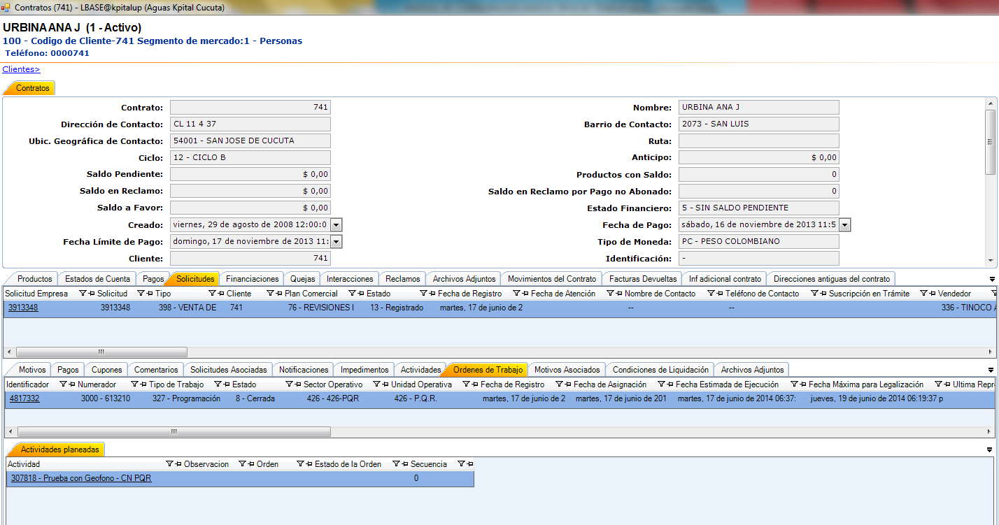 Contratos (741) - LBASE@kpitalup (Aguas Kpital Cucuta)
URBINA ANA J (1 - Activo)
100 - Codigo de Cliente-741 Segmento de mercado:1 - Personas
Teléfono: 0000741
Clientes>
Contratos
Contrato: 741 Nombre: URBINA ANA J
Dirección de Contacto: CL 11 4 37 Barrio de Contacto: 2073 - SAN LUIS
Ubic. Geográfica de Contacto: 54001 - SAN JOSE DE CUCUTA Ruta:
Ciclo: 12 - CICLO B Anticipo: $ 0,00
Saldo Pendiente: $ 0,00 Productos con Saldo: 0
Saldo en Reclamo: $ 0,00 Saldo en Reclamo por Pago no Abonado: 0
Saldo a Favor: $ 0,00 Estado Financiero: 5 - SIN SALDO PENDIENTE
Creado: viernes, 29 de agosto de 2008 12:00:0 Fecha de Pago: sábado, 16 de noviembre de 2013 11:5
Fecha Límite de Pago: domingo, 17 de noviembre de 2013 11: Tipo de Moneda: PC - PESO COLOMBIANO
Cliente: 741 Identificación: -
Productos Estados de Cuenta Pagos Solicitudes Financiaciones Quejas Interacciones Reclamos Archivos Adjuntos Movimientos del Contrato Facturas Devueltas Inf adicional contrato Direcciones antiguas del contrato
Solicitud Empresa Solicitud Tipo Cliente Plan Comercial Estado Fecha de Registro Fecha de Atención Nombre de Contacto Teléfono de Contacto Suscripción en Trámite Vendedor
3913348 3913348 398 - VENTA DE 741 76 - REVISIONES I 13 - Registrado martes, 17 de junio de 2 -- -- 336 - TINOCO A
Motivos Pagos Cupones Comentarios Solicitudes Asociadas Notificaciones Impedimentos Actividades Ordenes de Trabajo Motivos Asociados Condiciones de Liquidación Archivos Adjuntos
Identificador Numerador Tipo de Trabajo Estado Sector Operativo Unidad Operativa Fecha de Registro Fecha de Asignación Fecha Estimada de Ejecución Fecha Máxima para Legalización Ultima Repr
4817332 3000 - 613210 327 - Programación 8 - Cerrada 426 - 426-PQR 426 - P.Q.R. martes, 17 de junio de 2 martes, 17 de junio de 201 martes, 17 de junio de 2014 06:37: jueves, 19 de junio de 2014 06:19:37 p
Actividades planeadas
Actividad Observacion Orden Estado de la Orden Secuencia
307818 - Prueba con Geofono - CN PQR 0